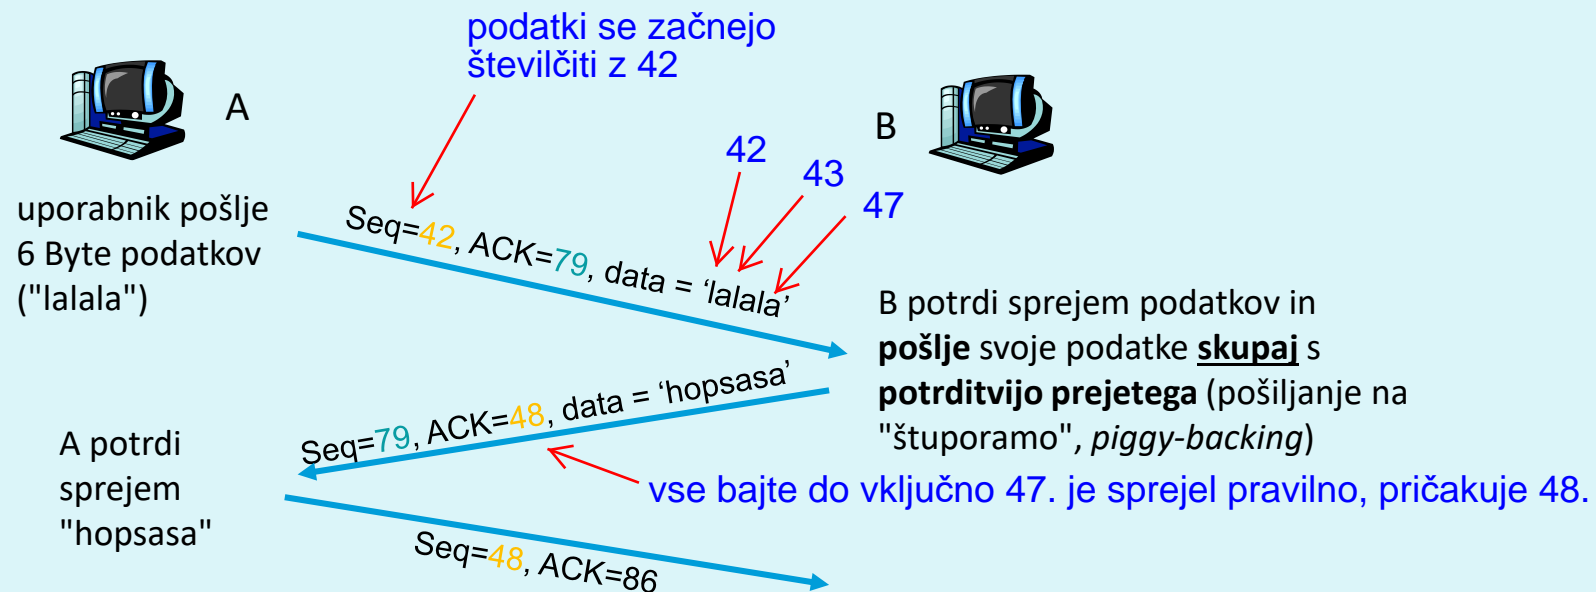 podatki se začnejo
številčiti z 42
A
B
42
43
47
uporabnik pošlje
6 Byte podatkov
("lalala")
Seq=42, ACK=79, data = ‘lalala’
B potrdi sprejem podatkov in
pošlje svoje podatke skupaj s
potrditvijo prejetega (pošiljanje na
"štuporamo", piggy-backing)
Seq=79, ACK=48, data = ‘hopsasa’
A potrdi
sprejem
"hopsasa"
vse bajte do vključno 47. je sprejel pravilno, pričakuje 48.
Seq=48, ACK=86